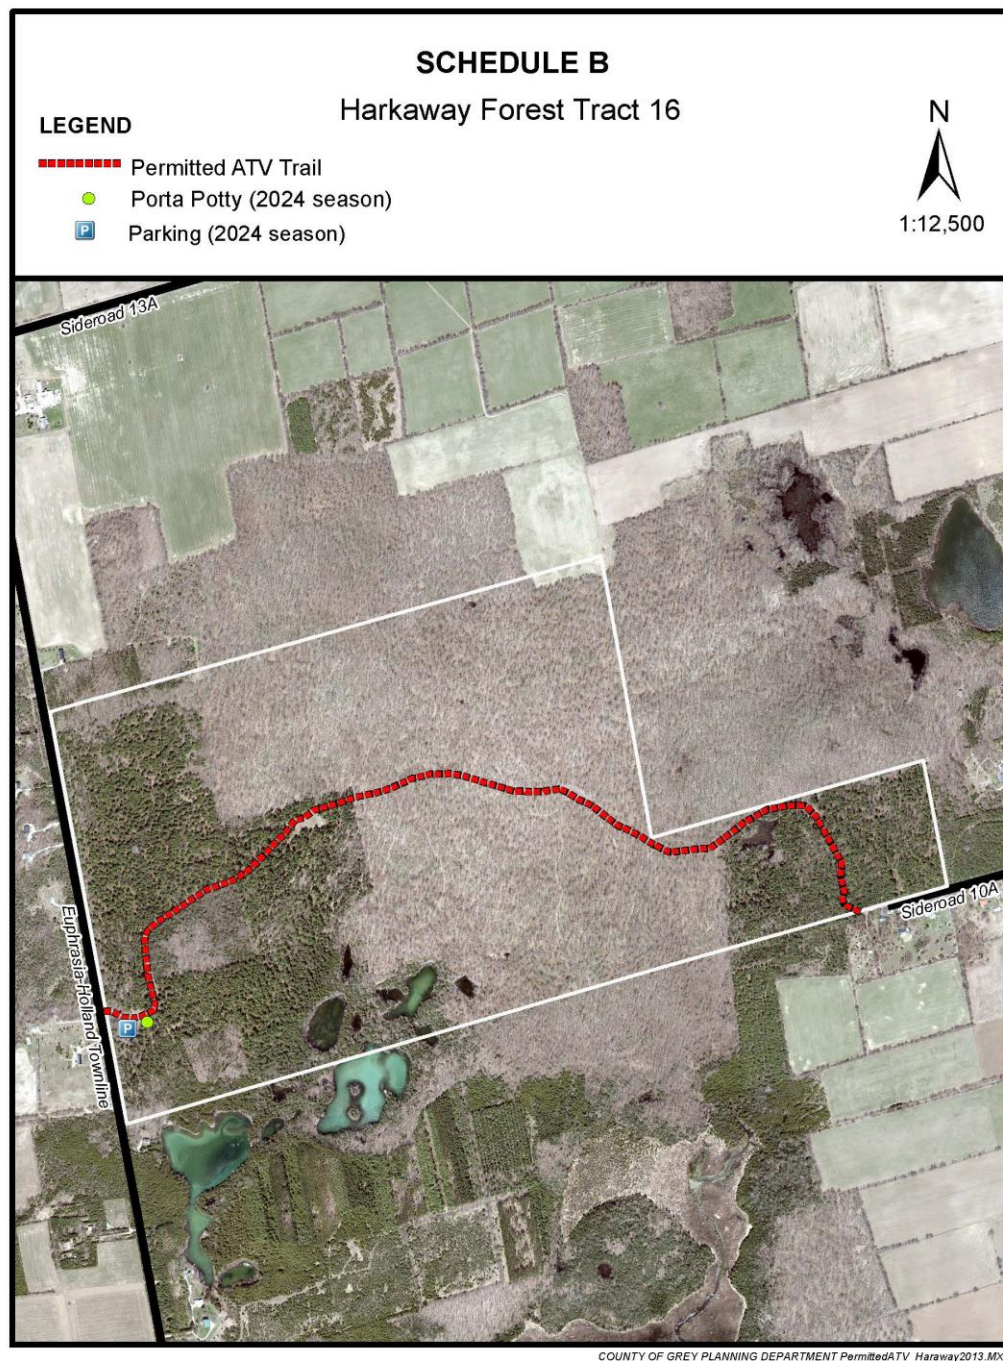 SCHEDULE B
Harkaway Forest Tract 16
LEGEND
Permitted ATV Trail
Porta Potty (2024 season)
P
Parking (2024 season)
N
1:12,500
Sideroad 13A
Euphrasia-Holland Townline
P
Sideroad 10A
COUNTY OF GREY PLANNING DEPARTMENT PermittedATV_Haraway2013.MX